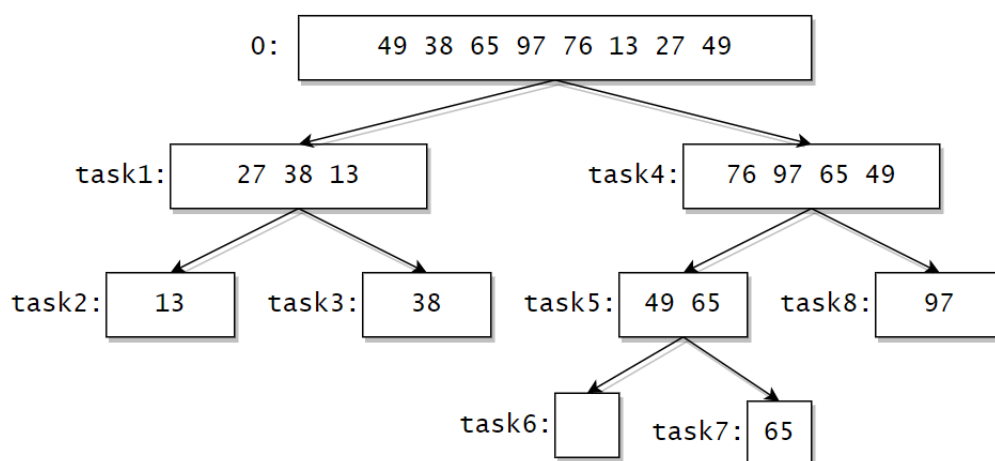 0: 49 38 65 97 76 13 27 49
task1: 27 38 13 task4: 76 97 65 49
task2: 13 task3: 38 task5: 49 65 task8: 97
task6: task7: 65